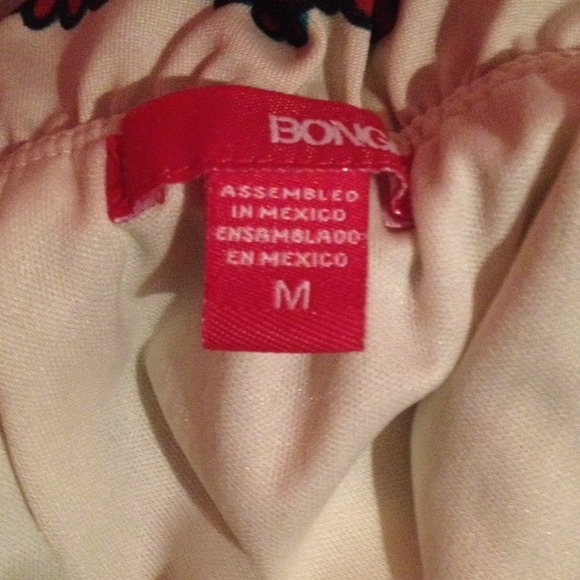 BONG
ASSEMBLED
IN MEXICO
ENSAMBLADO
EN MEXICO
M